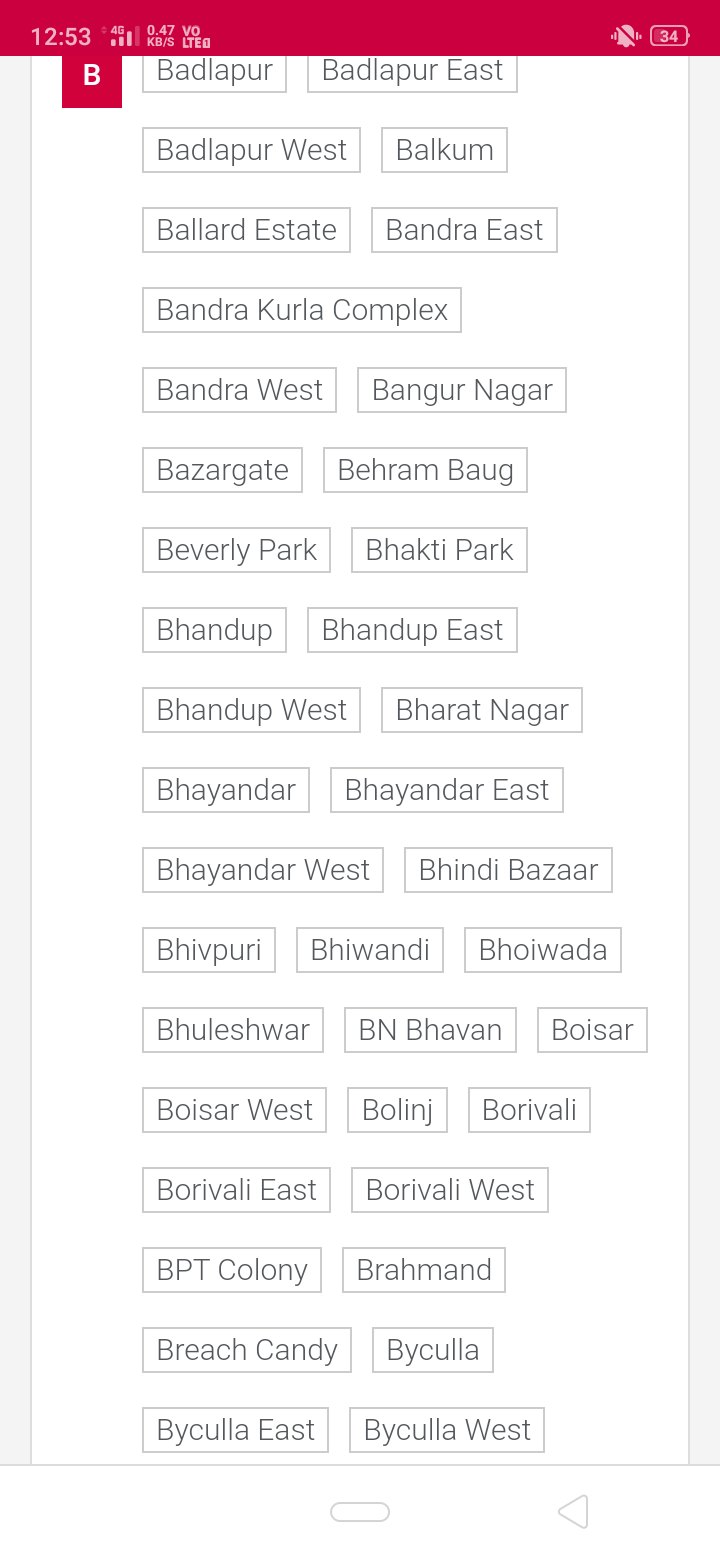 12:53 4G 0.47 KB/S VO LTE 34
B Badlapur Badlapur East
Badlapur West Balkum
Ballard Estate Bandra East
Bandra Kurla Complex
Bandra West Bangur Nagar
Bazargate Behram Baug
Beverly Park Bhakti Park
Bhandup Bhandup East
Bhandup West Bharat Nagar
Bhayandar Bhayandar East
Bhayandar West Bhindi Bazaar
Bhivpuri Bhiwandi Bhoiwada
Bhuleshwar BN Bhavan Boisar
Boisar West Bolinj Borivali
Borivali East Borivali West
BPT Colony Brahmand
Breach Candy Byculla
Byculla East Byculla West